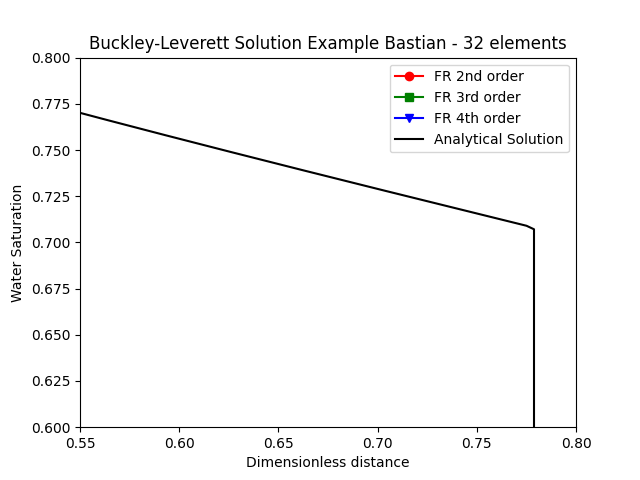 Buckley-Leverett Solution Example Bastian - 32 elements
FR 2nd order
FR 3rd order
FR 4th order
Analytical Solution
Water Saturation
0.800
0.775
0.750
0.725
0.700
0.675
0.650
0.625
0.600
0.55
0.60
0.65
0.70
0.75
0.80
Dimensionless distance